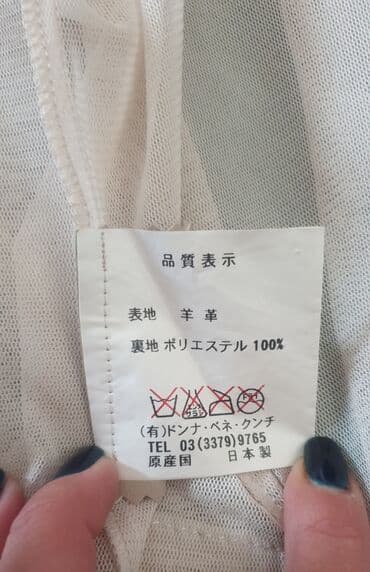 品質表示
表地 羊革
裏地 ポリエステル 100%
(有)ドンナ・ベネ・クンチ
TEL 03(3379)9765
原産国 日本製